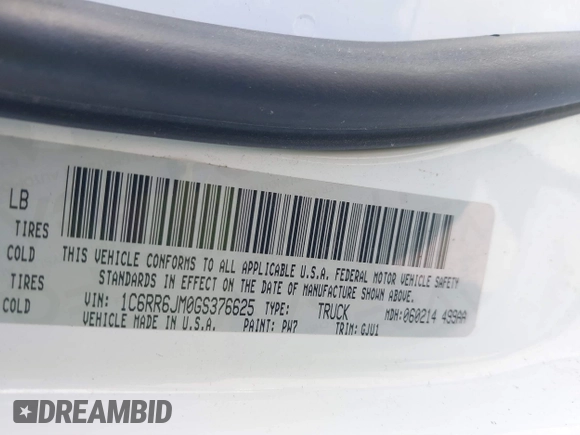 LB
TIRES
COLD
TIRES
COLD
THIS VEHICLE CONFORMS TO ALL APPLICABLE U.S.A. FEDERAL MOTOR VEHICLE SAFETY
STANDARDS IN EFFECT ON THE DATE OF MANUFACTURE SHOWN ABOVE.
VIN: 1C6RR6JM0GS376625 TYPE: TRUCK MDH:060214 499AA
VEHICLE MADE IN U.S.A. PAINT: PW7 TRIM: GJU1
DREAMBID